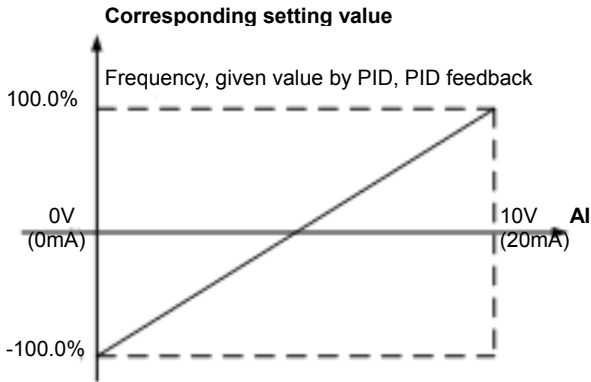 Corresponding setting value
Frequency, given value by PID, PID feedback
100.0%
0V
(0mA)
10V
(20mA)
AI
-100.0%